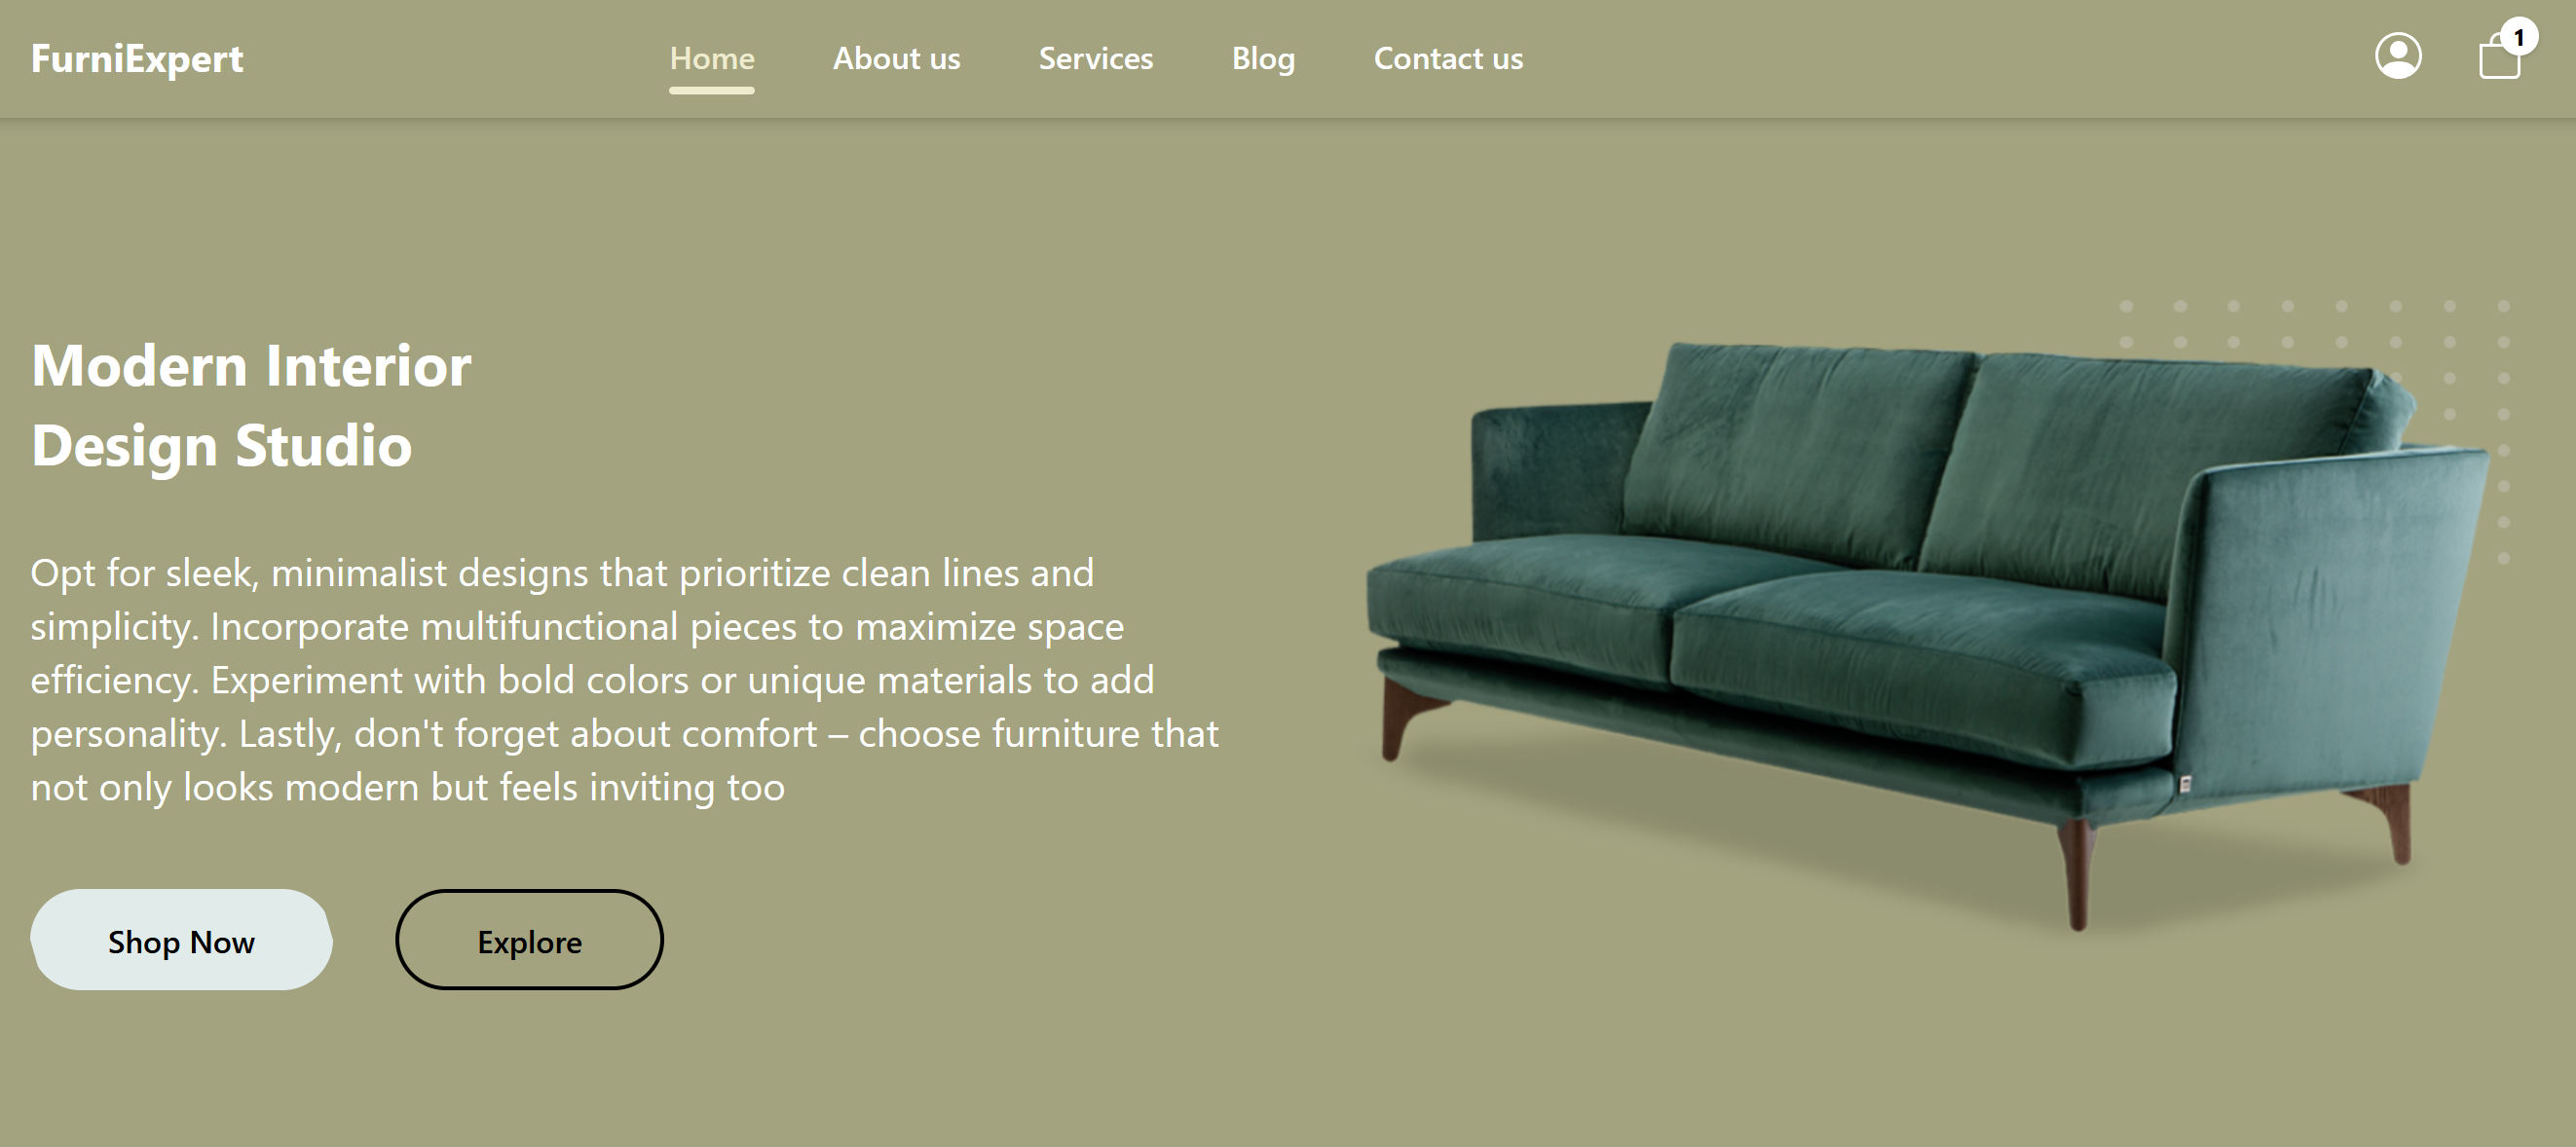 FurniExpert
Home
About us
Services
Blog
Contact us
1
Modern Interior
Design Studio
Opt for sleek, minimalist designs that prioritize clean lines and
simplicity. Incorporate multifunctional pieces to maximize space
efficiency. Experiment with bold colors or unique materials to add
personality. Lastly, don't forget about comfort – choose furniture that
not only looks modern but feels inviting too
Shop Now
Explore